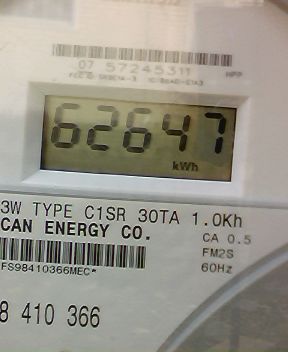 07 57245311 HPP
62647
kWh
3W TYPE C1SR 30TA 1.0Kh
CAN ENERGY CO.
CA 0.5
FM2S
60Hz
FS98410366MEC*
8 410 366